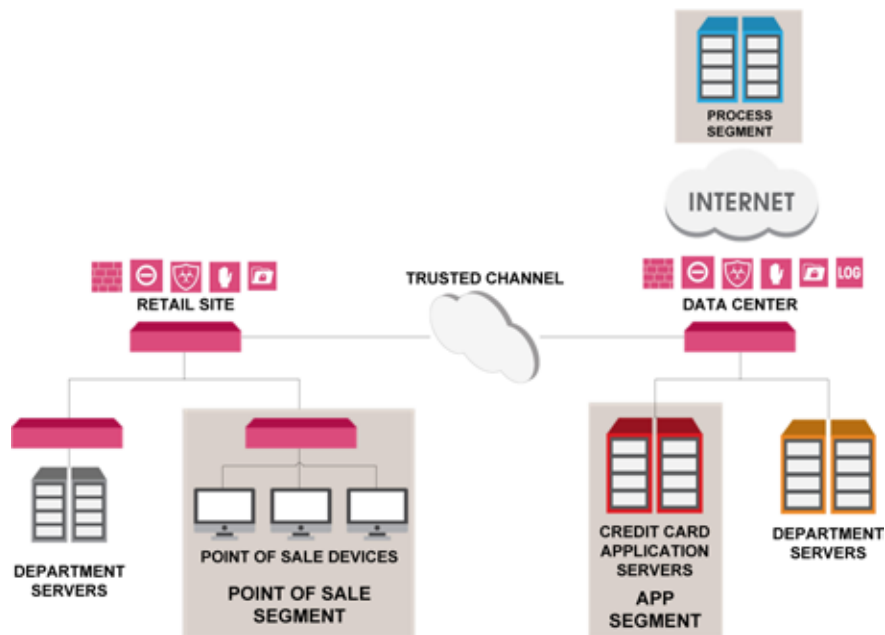 PROCESS
SEGMENT
INTERNET
TRUSTED CHANNEL
LOG
RETAIL SITE
DATA CENTER
POINT OF SALE DEVICES
POINT OF SALE
SEGMENT
DEPARTMENT
SERVERS
CREDIT CARD
APPLICATION
SERVERS
APP
SEGMENT
DEPARTMENT
SERVERS